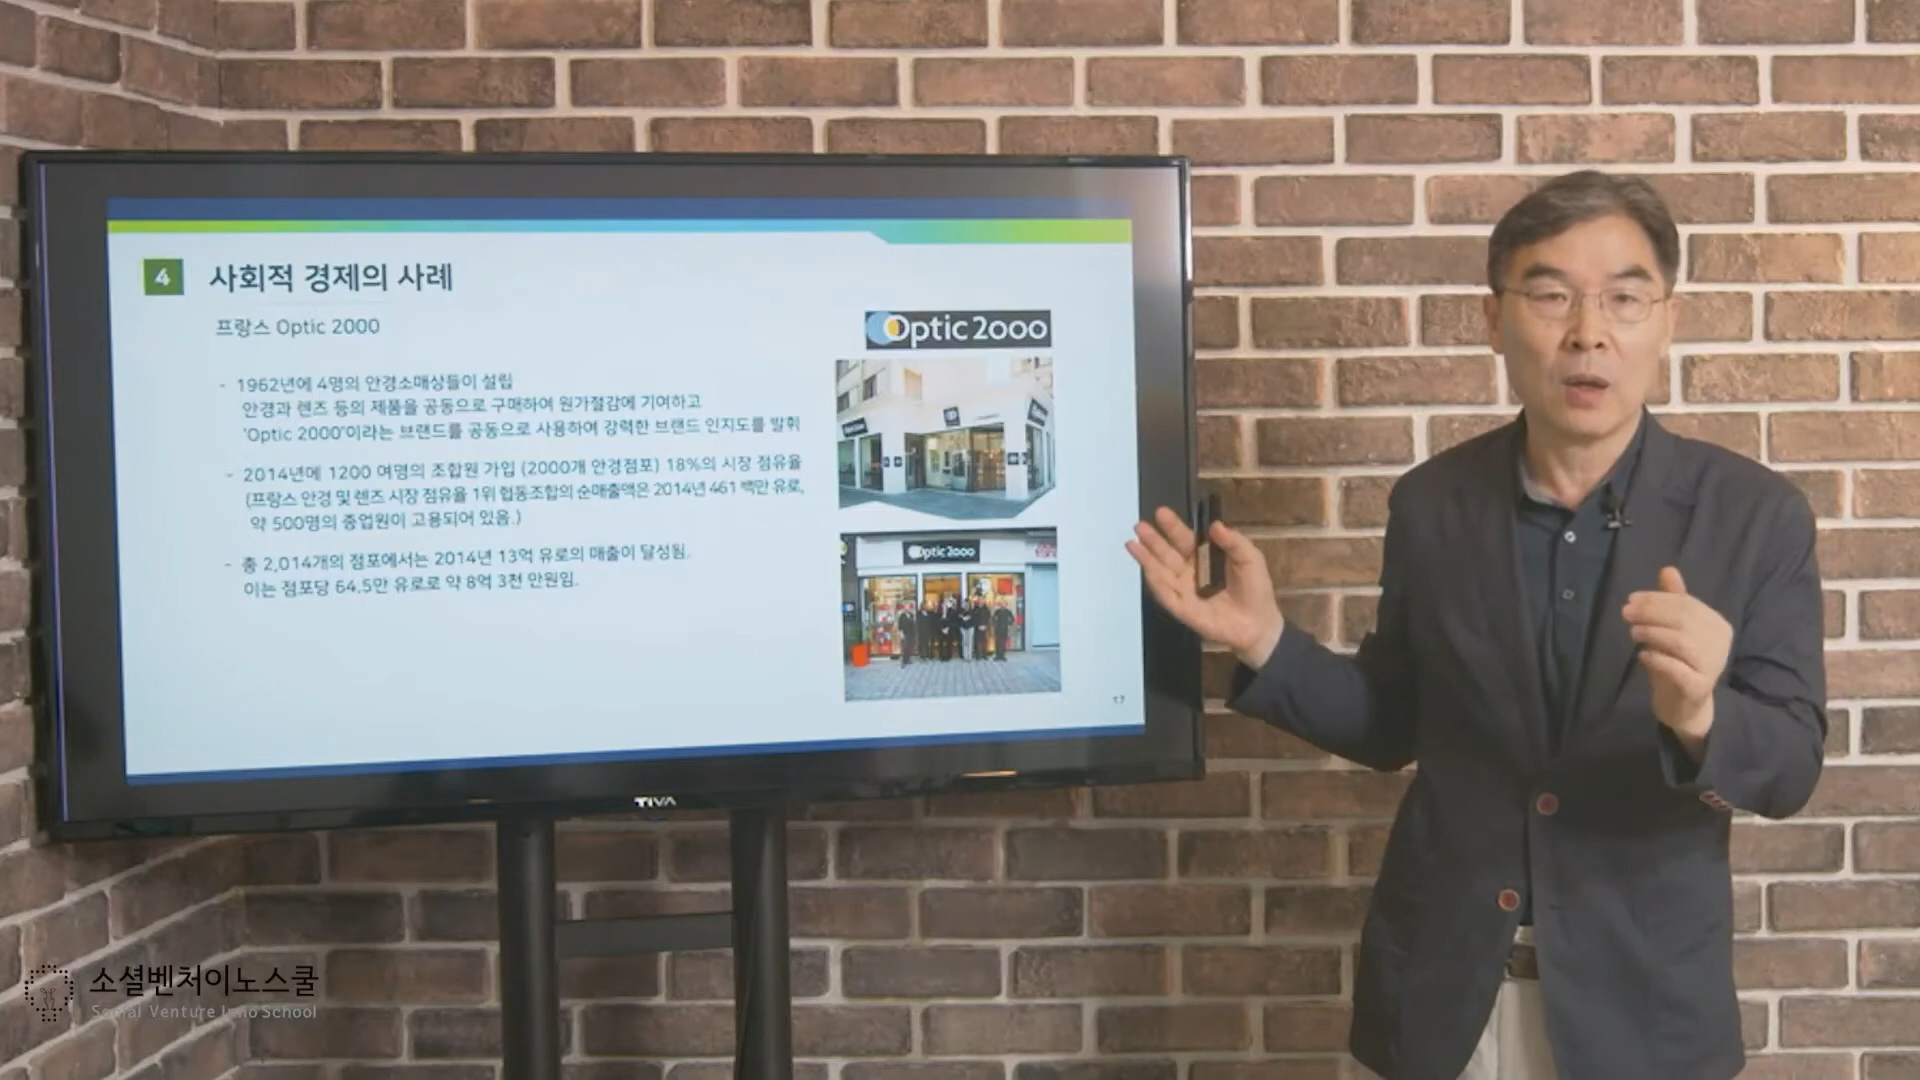 4 사회적 경제의 사례
프랑스 Optic 2000
Optic 2000
- 1962년에 4명의 안경소매상들이 설립
안경과 렌즈 등의 제품을 공동으로 구매하여 원가절감에 기여하고
'Optic 2000'이라는 브랜드를 공동으로 사용하여 강력한 브랜드 인지도를 발휘
- 2014년에 1200 여명의 조합원 가입 (2000개 안경점포) 18%의 시장 점유율
(프랑스 안경 및 렌즈 시장 점유율 1위 협동조합의 순매출액은 2014년 461 백만 유로,
약 500명의 종업원이 고용되어 있음.)
- 총 2,014개의 점포에서는 2014년 13억 유로의 매출이 달성됨.
이는 점포당 64.5만 유로로 약 8억 3천 만원임.
Optic 2000
17
TIVA
소셜벤처이노스쿨
Social Venture Inno School